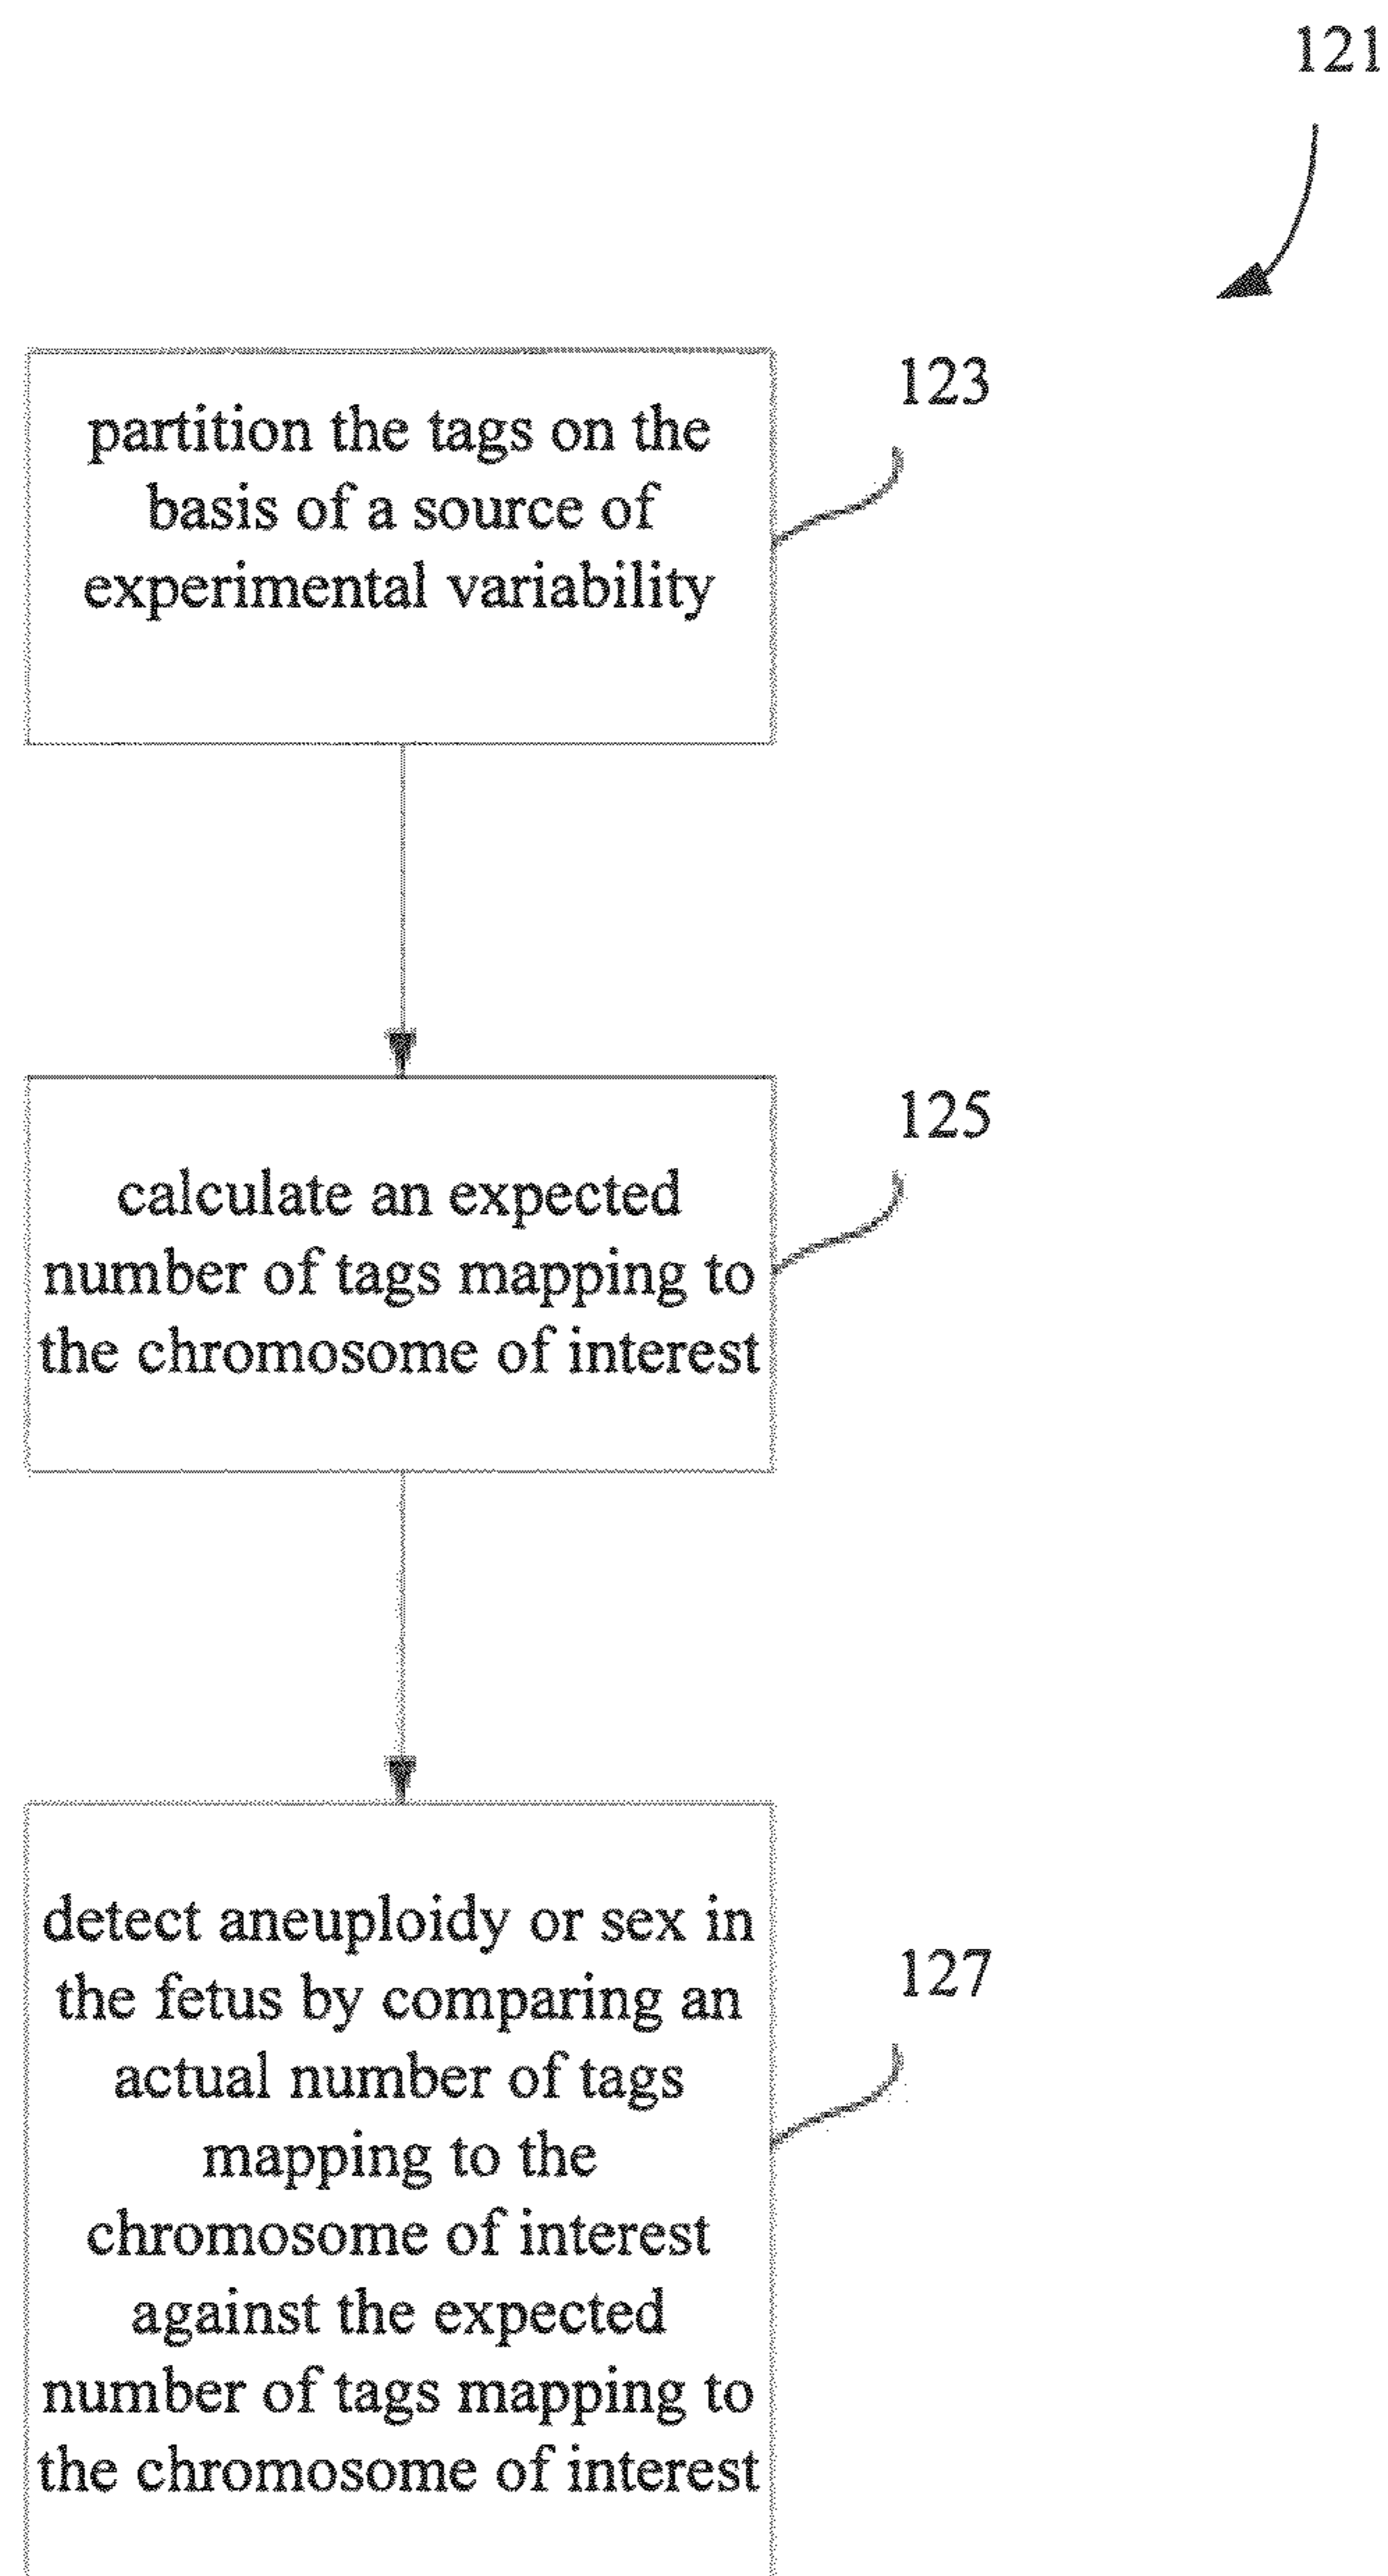 121
123
partition the tags on the
basis of a source of
experimental variability
125
calculate an expected
number of tags mapping to
the chromosome of interest
127
detect aneuploidy or sex in
the fetus by comparing an
actual number of tags
mapping to the
chromosome of interest
against the expected
number of tags mapping to
the chromosome of interest